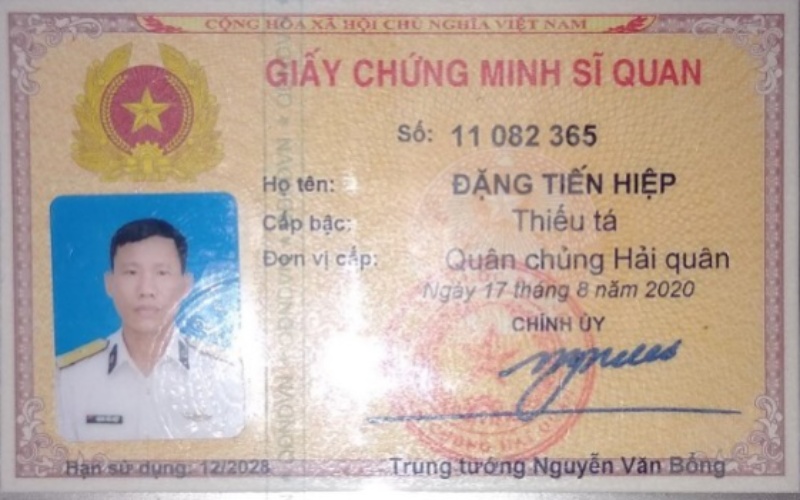 CỘNG HÒA XÃ HỘI CHỦ NGHĨA VIỆT NAM
GIẤY CHỨNG MINH SĨ QUAN
Số: 11 082 365
Họ tên: ĐẶNG TIẾN HIỆP
Cấp bậc: Thiếu tá
Đơn vị cấp: Quân chủng Hải quân
Ngày 17 tháng 8 năm 2020
CHÍNH ỦY
Hạn sử dụng: 12/2028
Trung tướng Nguyễn Văn Bổng